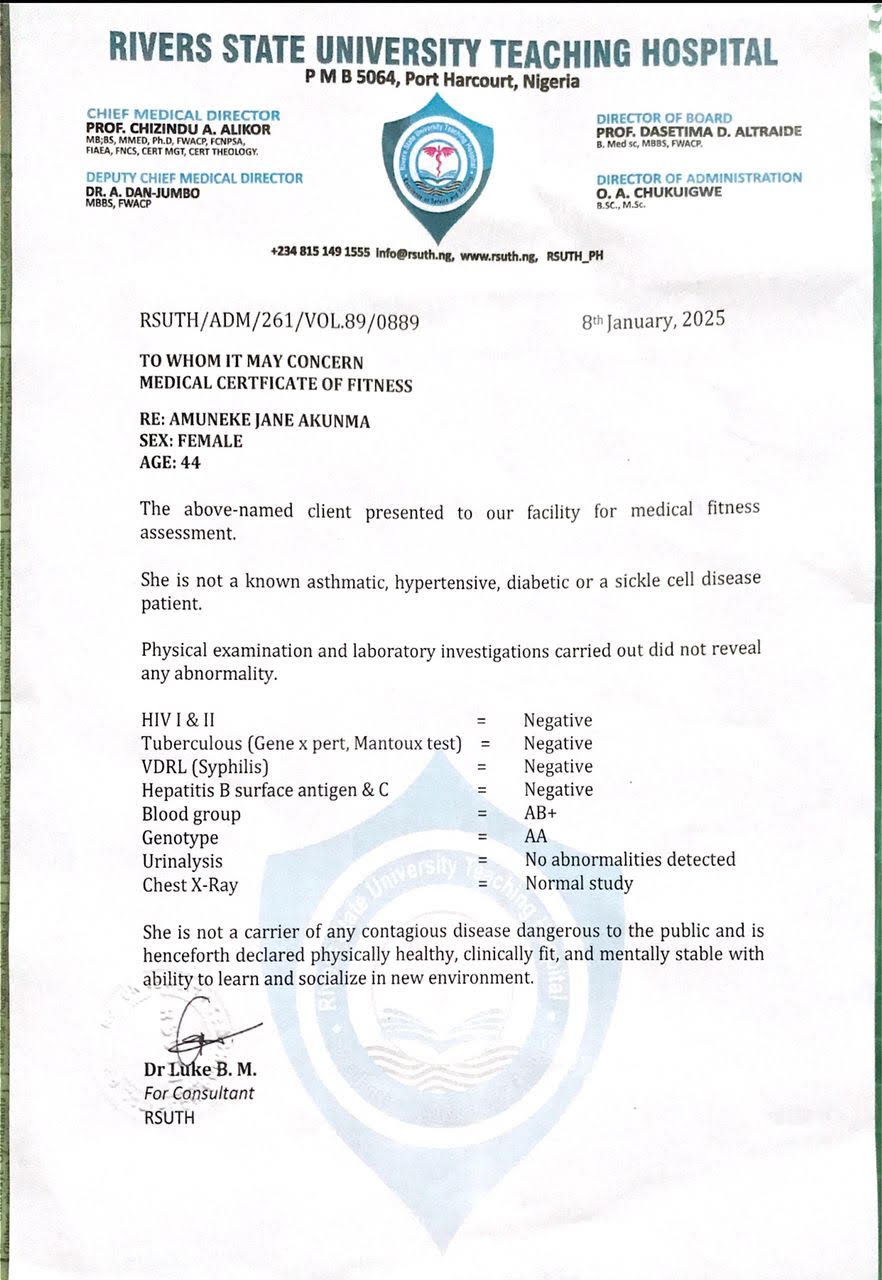 RIVERS STATE UNIVERSITY TEACHING HOSPITAL
P M B 5064, Port Harcourt, Nigeria
CHIEF MEDICAL DIRECTOR
PROF. CHIZINDU A. ALIKOR
MB;BS, MMED, Ph.D, FWACP, FCNPSA,
FIAEA, FNCS, CERT MGT, CERT THEOLOGY.
DEPUTY CHIEF MEDICAL DIRECTOR
DR. A. DAN-JUMBO
MBBS, FWACP
Rivers State University Teaching Hospital
DIRECTOR OF BOARD
PROF. DASETIMA D. ALTRAIDE
B. Med sc, MBBS, FWACP.
DIRECTOR OF ADMINISTRATION
O. A. CHUKUIGWE
B.SC., M.Sc.
+234 815 149 1555 info@rsuth.ng, www.rsuth.ng, RSUTH_PH
RSUTH/ADM/261/VOL.89/0889 8th January, 2025
TO WHOM IT MAY CONCERN
MEDICAL CERTFICATE OF FITNESS
RE: AMUNEKE JANE AKUNMA
SEX: FEMALE
AGE: 44
The above-named client presented to our facility for medical fitness
assessment.
She is not a known asthmatic, hypertensive, diabetic or a sickle cell disease
patient.
Physical examination and laboratory investigations carried out did not reveal
any abnormality.
HIV I & II = Negative
Tuberculous (Gene x pert, Mantoux test) = Negative
VDRL (Syphilis) = Negative
Hepatitis B surface antigen & C = Negative
Blood group = AB+
Genotype = AA
Urinalysis = No abnormalities detected
Chest X-Ray = Normal study
She is not a carrier of any contagious disease dangerous to the public and is
henceforth declared physically healthy, clinically fit, and mentally stable with
ability to learn and socialize in new environment.
Dr Luke B. M.
For Consultant
RSUTH